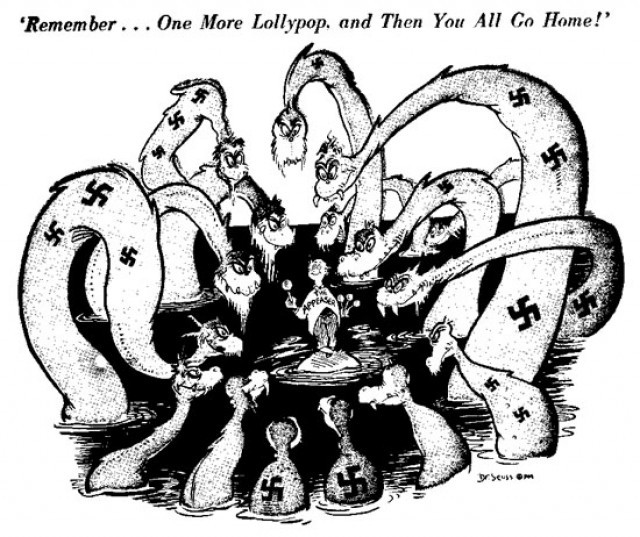 'Remember . . . One More Lollypop, and Then You All Go Home!'
APPEASER
Dr. Seuss